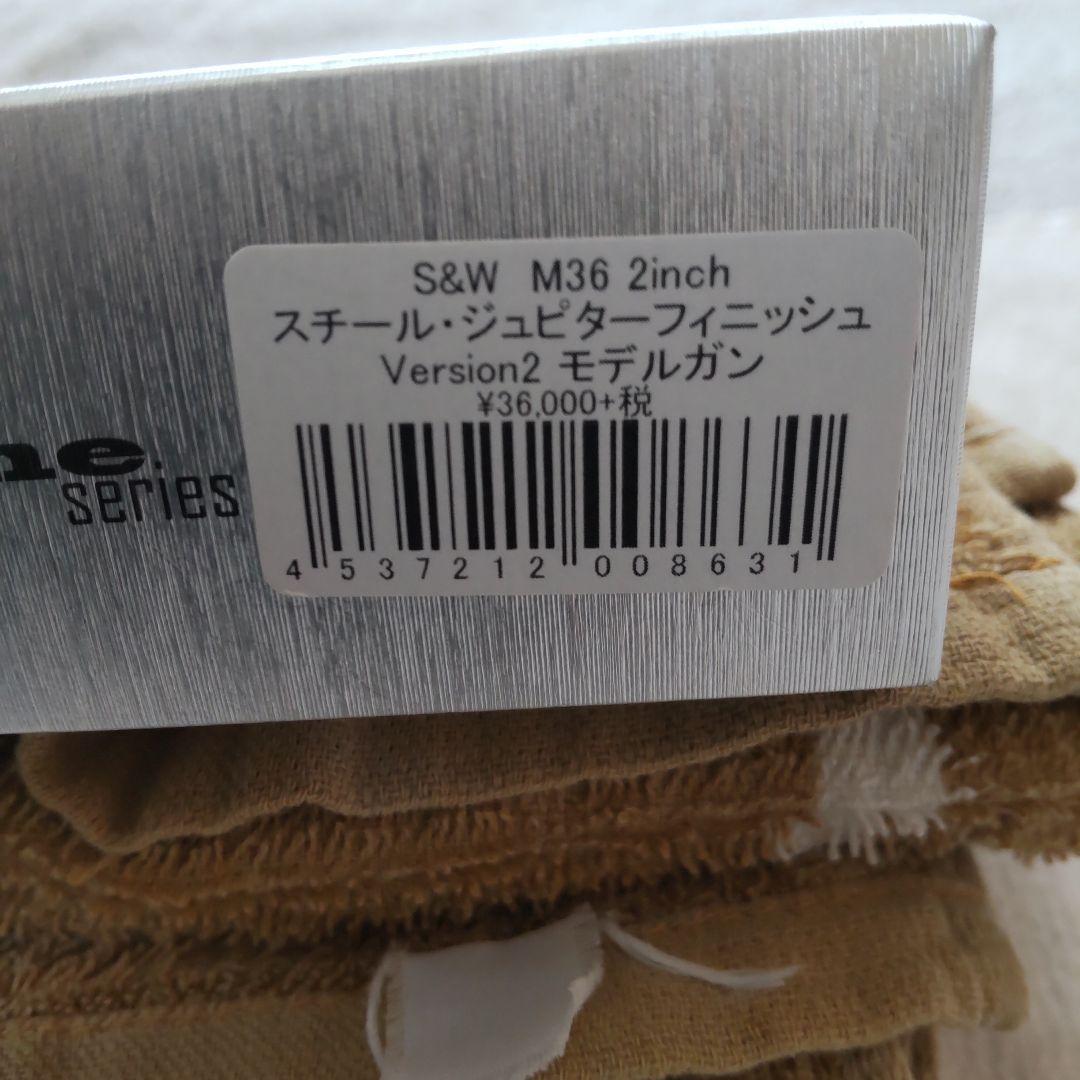 S&W M36 2inch
スチール・ジュピターフィニッシュ
Version2 モデルガン
¥36,000+税
series
4 537212 008631